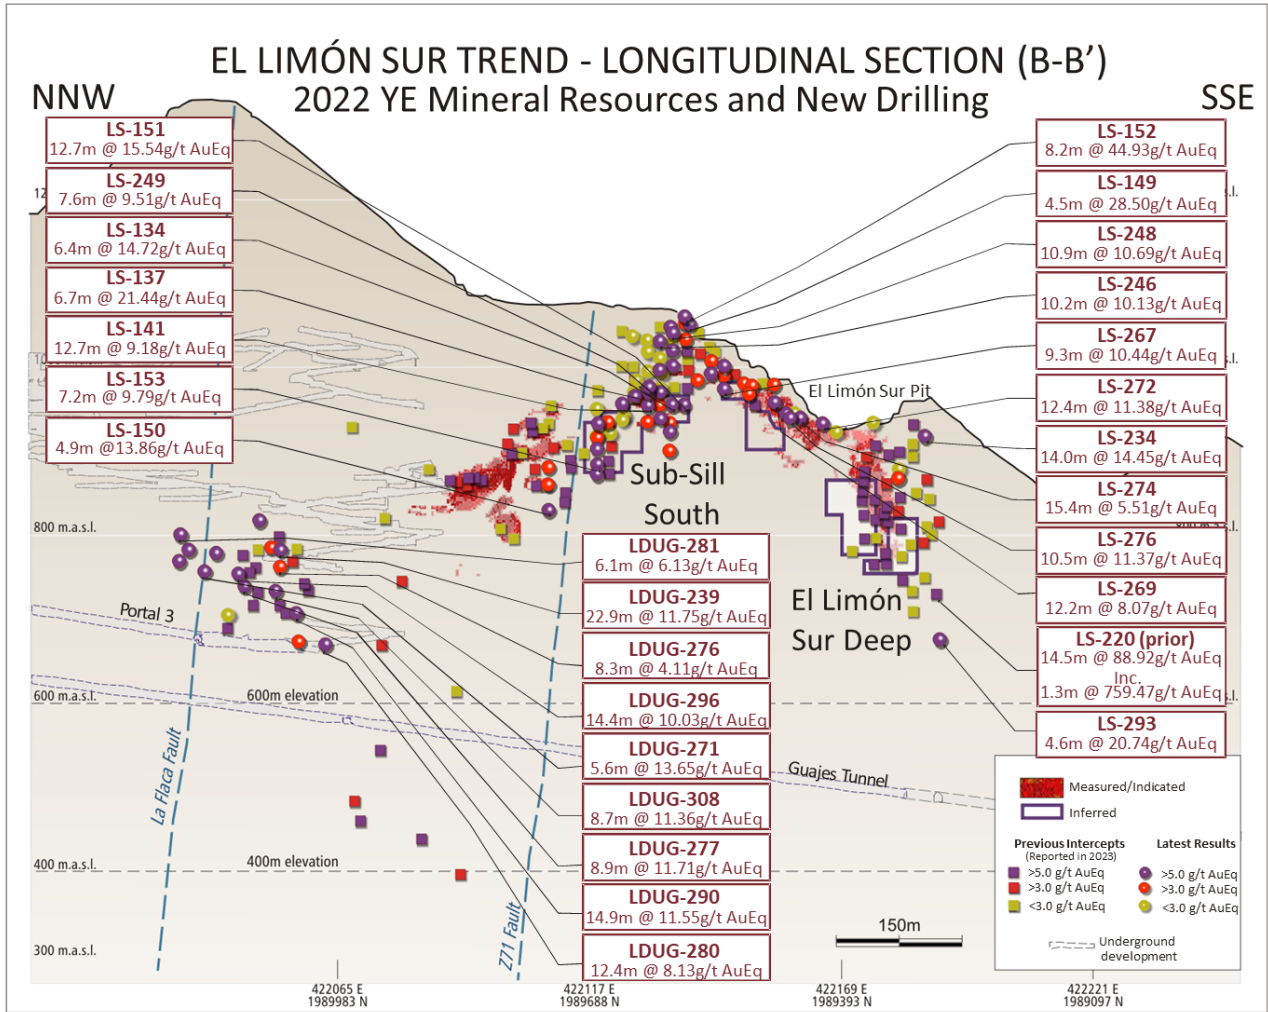 EL LIMÓN SUR TREND - LONGITUDINAL SECTION (B-B’)
2022 YE Mineral Resources and New Drilling
NNW
SSE
LS-151
12.7m @ 15.54g/t AuEq
LS-249
7.6m @ 9.51g/t AuEq
LS-134
6.4m @ 14.72g/t AuEq
LS-137
6.7m @ 21.44g/t AuEq
LS-141
12.7m @ 9.18g/t AuEq
LS-153
7.2m @ 9.79g/t AuEq
LS-150
4.9m @13.86g/t AuEq
LS-152
8.2m @ 44.93g/t AuEq
LS-149
4.5m @ 28.50g/t AuEq
LS-248
10.9m @ 10.69g/t AuEq
LS-246
10.2m @ 10.13g/t AuEq
LS-267
9.3m @ 10.44g/t AuEq
LS-272
12.4m @ 11.38g/t AuEq
LS-234
14.0m @ 14.45g/t AuEq
LS-274
15.4m @ 5.51g/t AuEq
LS-276
10.5m @ 11.37g/t AuEq
LS-269
12.2m @ 8.07g/t AuEq
LS-220 (prior)
14.5m @ 88.92g/t AuEq
Inc.
1.3m @ 759.47g/t AuEq
LS-293
4.6m @ 20.74g/t AuEq
El Limón Sur Pit
Sub-Sill
South
El Limón
Sur Deep
LDUG-281
6.1m @ 6.13g/t AuEq
LDUG-239
22.9m @ 11.75g/t AuEq
LDUG-276
8.3m @ 4.11g/t AuEq
LDUG-296
14.4m @ 10.03g/t AuEq
LDUG-271
5.6m @ 13.65g/t AuEq
LDUG-308
8.7m @ 11.36g/t AuEq
LDUG-277
8.9m @ 11.71g/t AuEq
LDUG-290
14.9m @ 11.55g/t AuEq
LDUG-280
12.4m @ 8.13g/t AuEq
800 m.a.s.l.
Portal 3
600 m.a.s.l.
600m elevation
La Flaca Fault
Guajes Tunnel
400 m.a.s.l.
400m elevation
Z71 Fault
300 m.a.s.l.
150m
Measured/Indicated
Inferred
Previous Intercepts
(Reported in 2023)
>5.0 g/t AuEq
>3.0 g/t AuEq
<3.0 g/t AuEq
Latest Results
>5.0 g/t AuEq
>3.0 g/t AuEq
<3.0 g/t AuEq
Underground
development
422065 E
1989983 N
422117 E
1989688 N
422169 E
1989393 N
422221 E
1989097 N